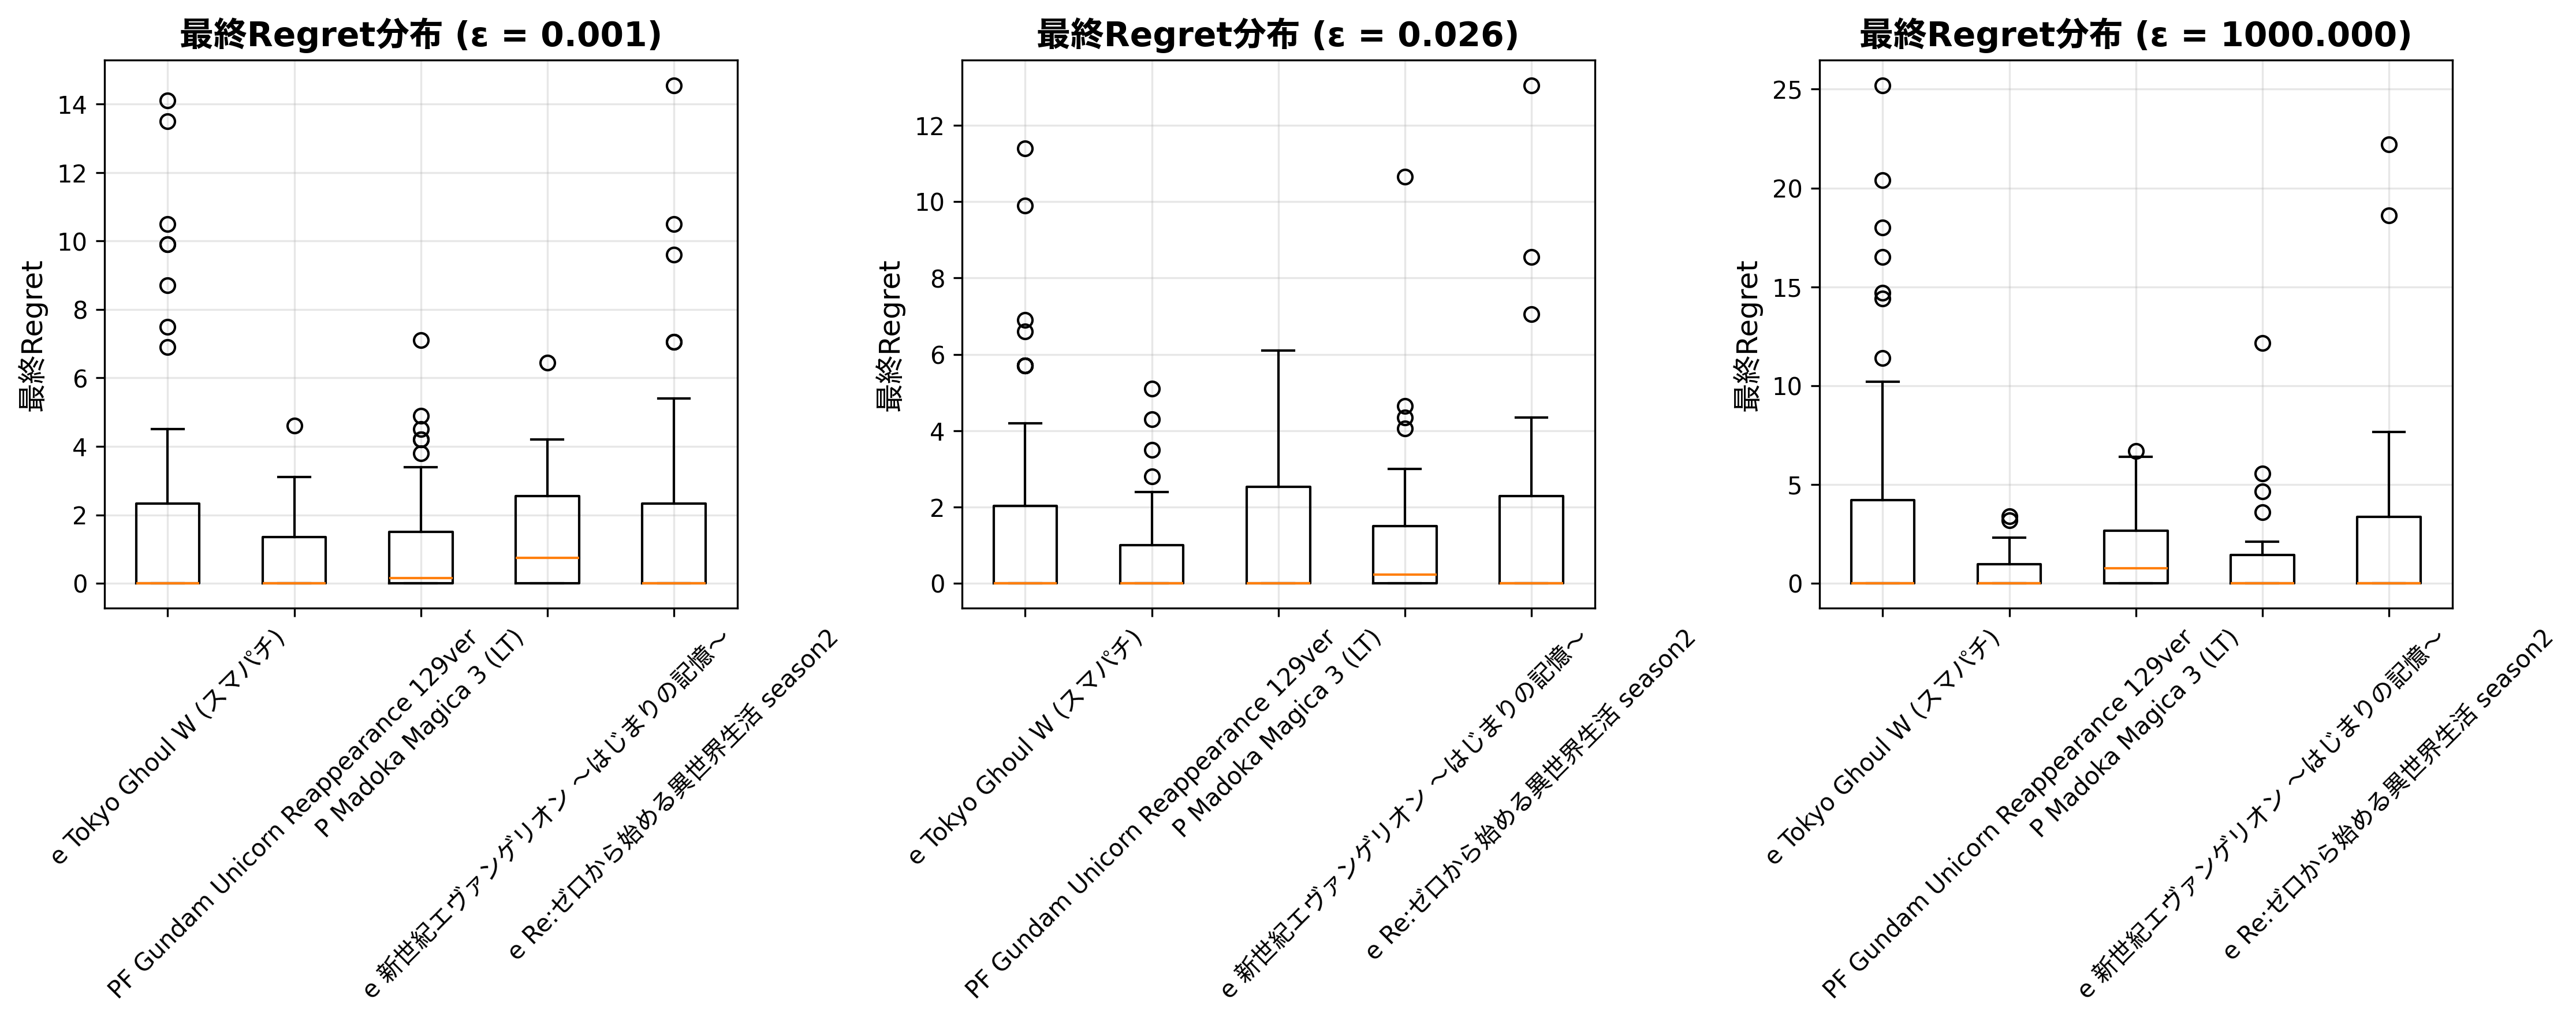 最終Regret分布 (ε = 0.001)
最終Regret
14
12
10
8
6
4
2
0
e Tokyo Ghoul W (スマパチ)
PF Gundam Unicorn Reappearance 129ver
P Madoka Magica 3 (LT)
e 新世紀エヴァンゲリオン ～はじまりの記憶～
e Re:ゼロから始める異世界生活 season2
最終Regret分布 (ε = 0.026)
最終Regret
12
10
8
6
4
2
0
e Tokyo Ghoul W (スマパチ)
PF Gundam Unicorn Reappearance 129ver
P Madoka Magica 3 (LT)
e 新世紀エヴァンゲリオン ～はじまりの記憶～
e Re:ゼロから始める異世界生活 season2
最終Regret分布 (ε = 1000.000)
最終Regret
25
20
15
10
5
0
e Tokyo Ghoul W (スマパチ)
PF Gundam Unicorn Reappearance 129ver
P Madoka Magica 3 (LT)
e 新世紀エヴァンゲリオン ～はじまりの記憶～
e Re:ゼロから始める異世界生活 season2